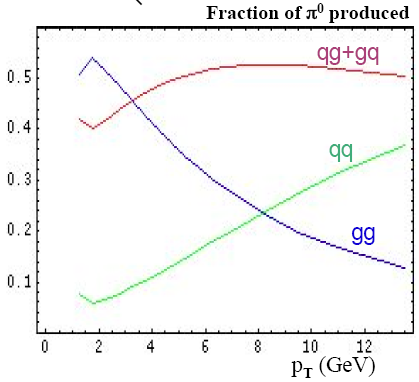 Fraction of π⁰ produced
qg+gq
0.5
0.4
qq
0.3
0.2
gg
0.1
0 2 4 6 8 10 12
p_T (GeV)